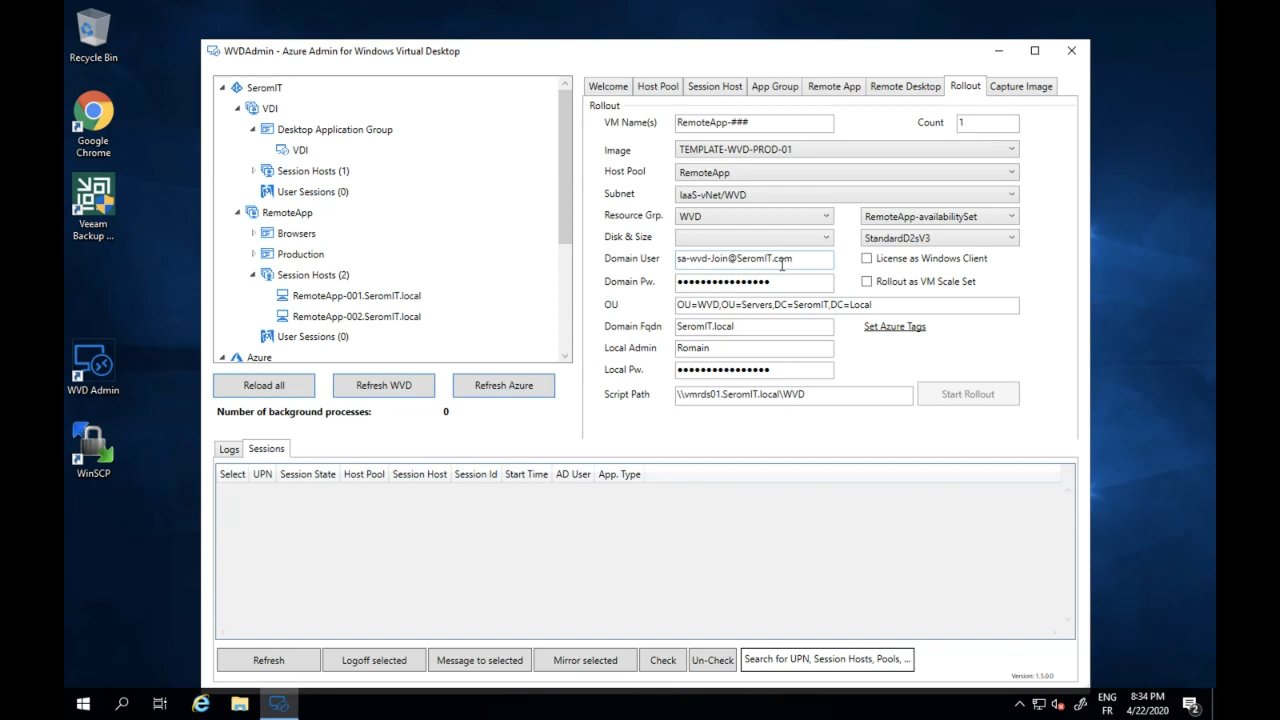 Recycle Bin
Google
Chrome
Veeam
Backup ...
WVD Admin
WinSCP
WVDAdmin - Azure Admin for Windows Virtual Desktop
SeromIT
VDI
Desktop Application Group
VDI
Session Hosts (1)
User Sessions (0)
RemoteApp
Browsers
Production
Session Hosts (2)
RemoteApp-001.SeromIT.local
RemoteApp-002.SeromIT.local
User Sessions (0)
Azure
Reload all Refresh WVD Refresh Azure
Number of background processes: 0
Welcome Host Pool Session Host App Group Remote App Remote Desktop Rollout Capture Image
Rollout
VM Name(s) RemoteApp-### Count 1
Image TEMPLATE-WVD-PROD-01
Host Pool RemoteApp
Subnet IaaS-vNet/WVD
Resource Grp. WVD RemoteApp-availabilitySet
Disk & Size StandardD2sV3
Domain User sa-wvd-Join@SeromIT.com License as Windows Client
Domain Pw. •••••••••••••••• Rollout as VM Scale Set
OU OU=WVD,OU=Servers,DC=SeromIT,DC=Local
Domain Fqdn SeromIT.local Set Azure Tags
Local Admin Romain
Local Pw. ••••••••••••••••
Script Path \\vmrds01.SeromIT.local\WVD Start Rollout
Logs Sessions
Select UPN Session State Host Pool Session Host Session Id Start Time AD User App. Type
Refresh Logoff selected Message to selected Mirror selected Check Un-Check Search for UPN, Session Hosts, Pools, ...
Version: 1.5.0.0
ENG 8:34 PM
FR 4/22/2020 2